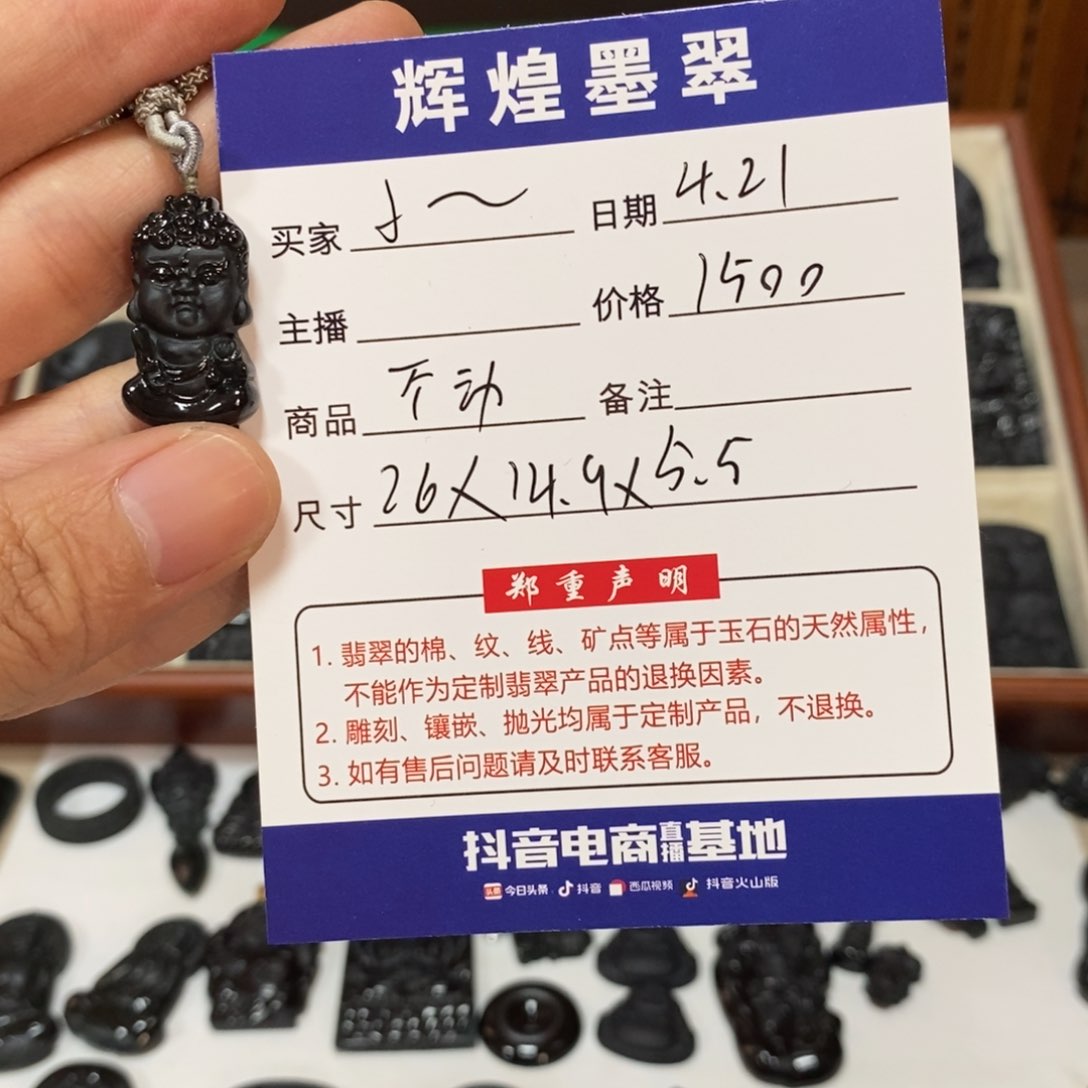 辉煌墨翠
买家 日期 4.21
主播 价格 1500
商品 不动 备注
尺寸 26X14.9X5.5
郑重声明
1. 翡翠的棉、纹、线、矿点等属于玉石的天然属性，
不能作为定制翡翠产品的退换因素。
2. 雕刻、镶嵌、抛光均属于定制产品，不退换。
3. 如有售后问题请及时联系客服。
抖音电商直播基地
头条 今日头条 抖音 西瓜视频 抖音火山版